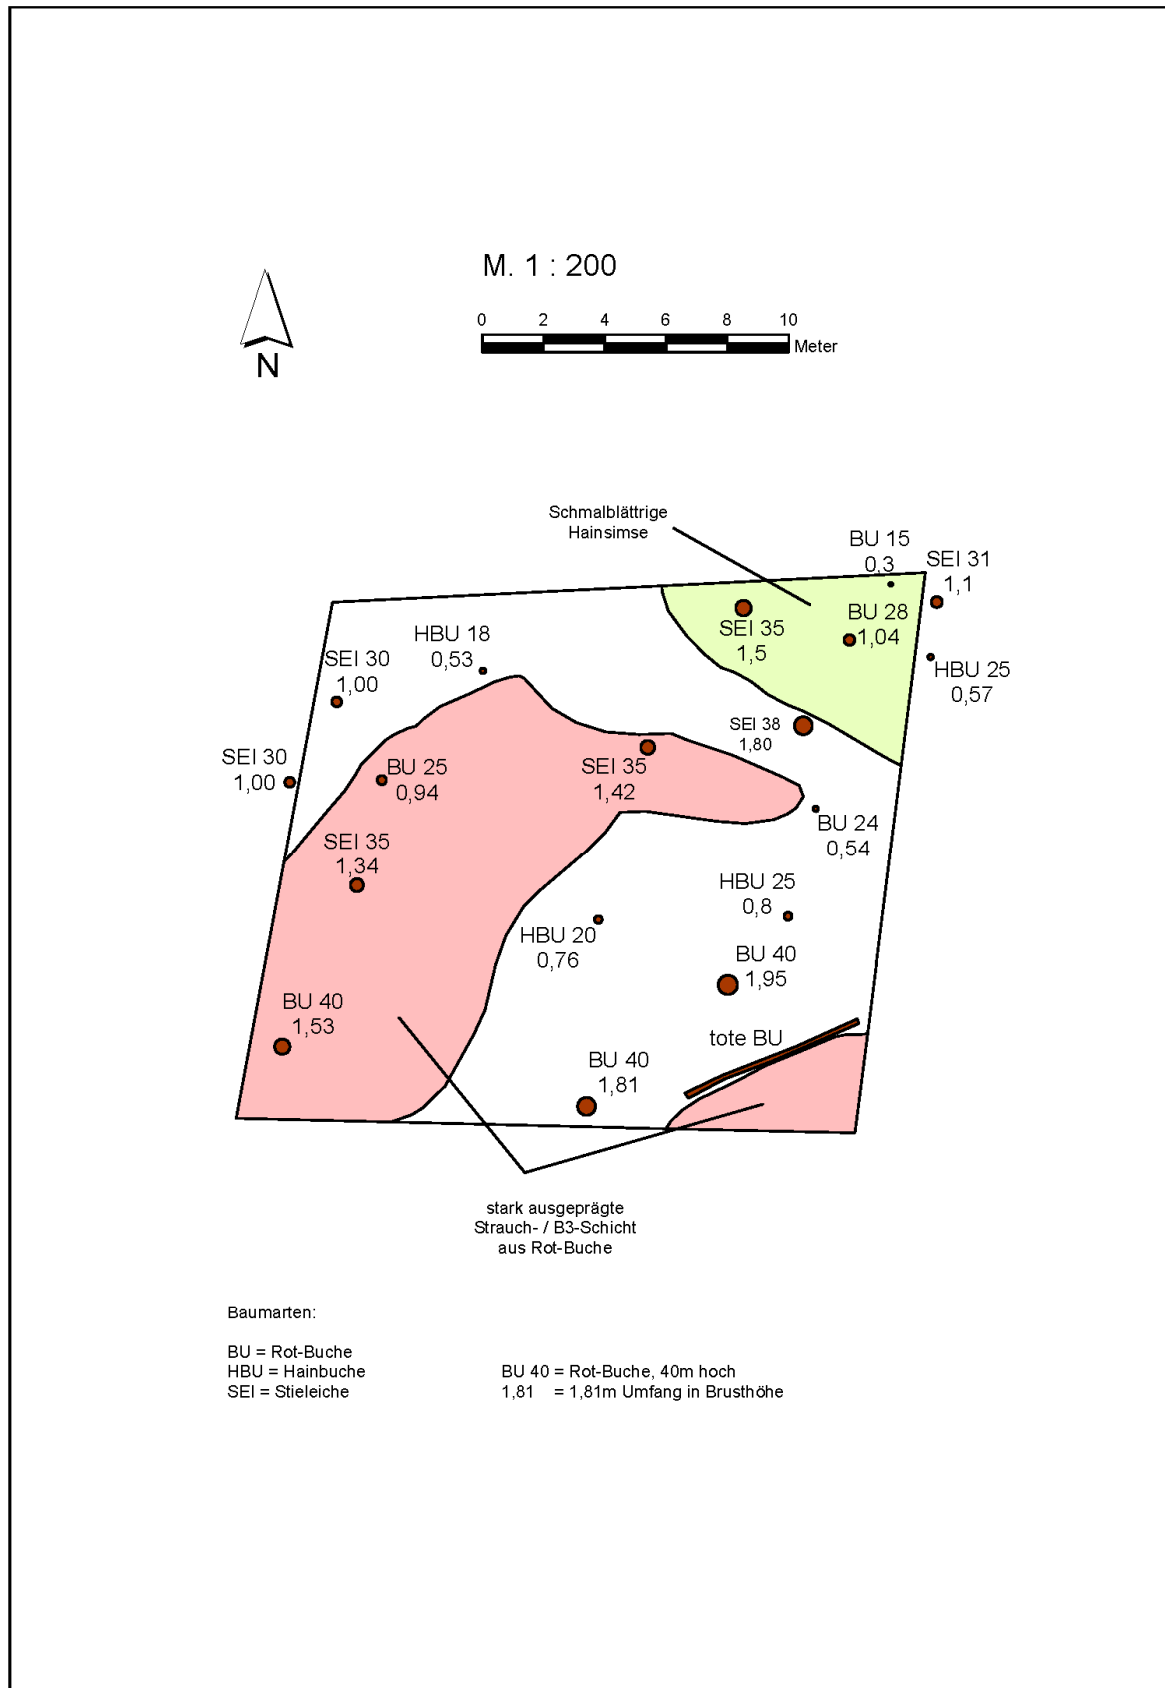 M. 1 : 200
N
0 2 4 6 8 10
Meter
Schmalblättrige
Hainsimse
BU 15
0,3
SEI 31
1,1
SEI 35
1,5
BU 28
1,04
HBU 25
0,57
HBU 18
0,53
SEI 30
1,00
SEI 38
1,80
SEI 30
1,00
BU 25
0,94
SEI 35
1,42
BU 24
0,54
SEI 35
1,34
HBU 25
0,8
HBU 20
0,76
BU 40
1,95
BU 40
1,53
tote BU
BU 40
1,81
stark ausgeprägte
Strauch- / B3-Schicht
aus Rot-Buche
Baumarten:
BU = Rot-Buche
HBU = Hainbuche
SEI = Stieleiche
BU 40 = Rot-Buche, 40m hoch
1,81 = 1,81m Umfang in Brusthöhe